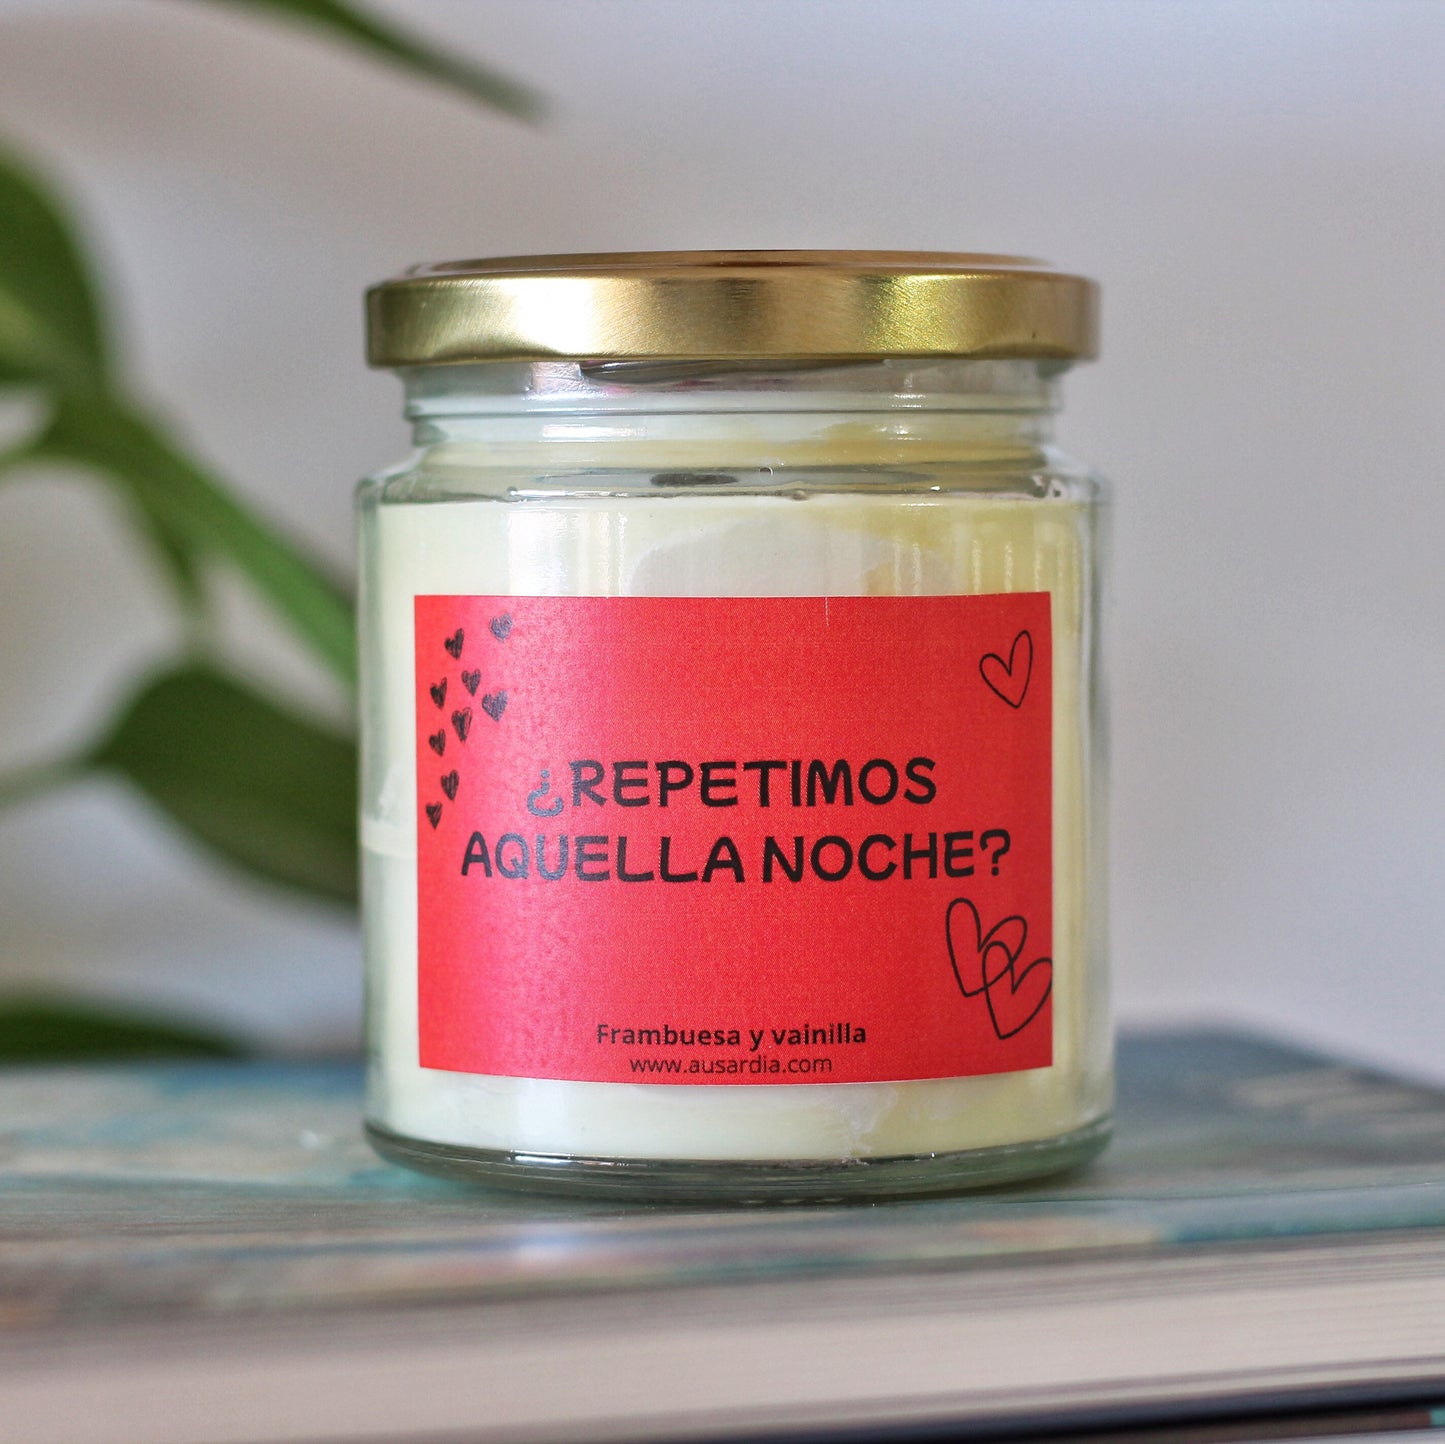 ¿REPETIMOS
AQUELLA NOCHE?
Frambuesa y vainilla
www.ausardia.com